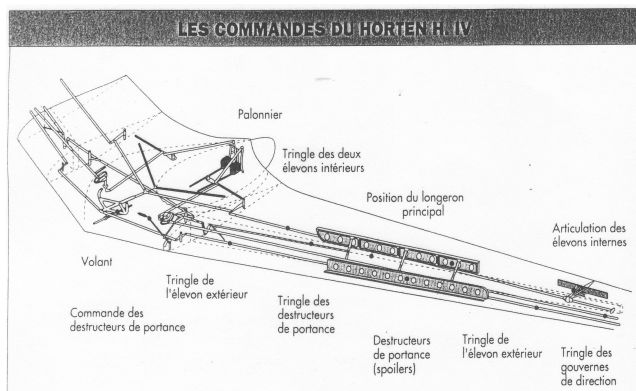 LES COMMANDES DU HORTEN H. IV
Palonnier
Tringle des deux
élevons intérieurs
Position du longeron
principal
Articulation des
élevons internes
Volant
Tringle de
l'élevon extérieur
Commande des
destructeurs de portance
Tringle des
destructeurs
de portance
Destructeurs
de portance
(spoilers)
Tringle de
l'élevon extérieur
Tringle des
gouvernes
de direction